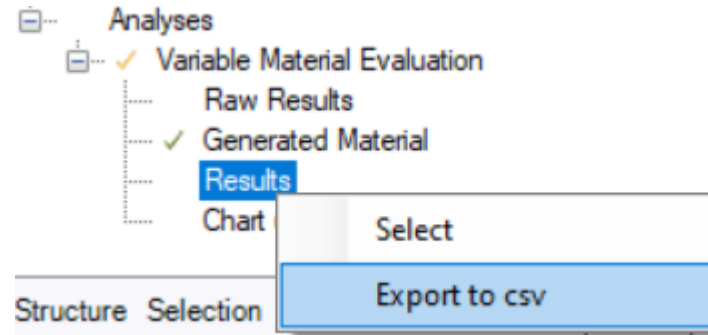 Analyses
Variable Material Evaluation
Raw Results
Generated Material
Results
Chart
Select
Export to csv
Structure Selection